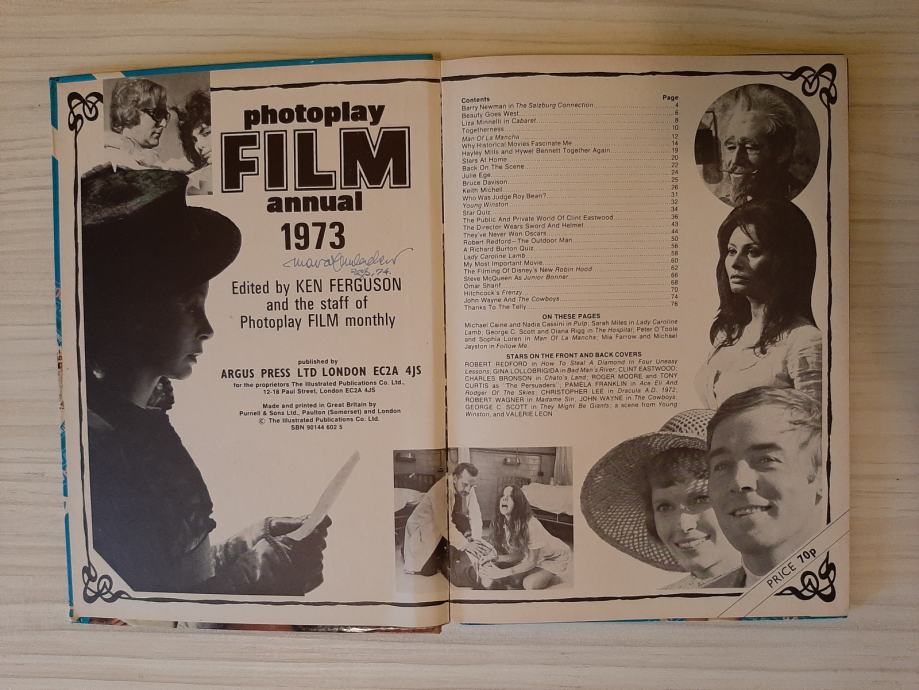 photoplay
FILM
annual
1973
Edited by KEN FERGUSON
and the staff of
Photoplay FILM monthly
published by
ARGUS PRESS LTD LONDON EC2A 4JS
for the proprietors The Illustrated Publications Co. Ltd.,
12-18 Paul Street, London EC2A 4JS
Made and printed in Great Britain by
Purnell & Sons Ltd., Paulton (Somerset) and London
© The Illustrated Publications Co. Ltd.
SBN 90144 602 5
Contents Page
Barry Newman in The Salzburg Connection 4
Beauty Goes West 6
Liza Minnelli in Cabaret 8
Togetherness 10
Man Of La Mancha 12
Why Historical Movies Fascinate Me 14
Hayley Mills and Hywel Bennett Together Again 19
Stars At Home 20
Back On The Scene 22
Julie Ege 24
Bruce Davison 25
Keith Michell 26
Who Was Judge Roy Bean? 31
Young Winston 32
Star Quiz 34
The Public And Private World Of Clint Eastwood 36
The Director Wears Sword And Helmet 43
They've Never Won Oscars 44
Robert Redford—The Outdoor Man 50
A Richard Burton Quiz 56
Lady Caroline Lamb 58
My Most Important Movie 60
The Filming Of Disney's New Robin Hood 62
Steve McQueen As Junior Bonner 66
Omar Sharif 68
Hitchcock's Frenzy 70
John Wayne And The Cowboys 74
Thanks To The Telly 76
ON THESE PAGES
Michael Caine and Nadia Cassini in Pulp; Sarah Miles in Lady Caroline
Lamb; George C. Scott and Diana Rigg in The Hospital; Peter O'Toole
and Sophia Loren in Man Of La Mancha; Mia Farrow and Michael
Jayston in Follow Me.
STARS ON THE FRONT AND BACK COVERS
ROBERT REDFORD in How To Steal A Diamond In Four Uneasy
Lessons; GINA LOLLOBRIGIDA in Bad Man's River; CLINT EASTWOOD;
CHARLES BRONSON in Chato's Land; ROGER MOORE and TONY
CURTIS as "The Persuaders"; PAMELA FRANKLIN in Ace Eli And
Rodger Of The Skies; CHRISTOPHER LEE in Dracula A.D. 1972;
ROBERT WAGNER in Madame Sin; JOHN WAYNE in The Cowboys;
GEORGE C. SCOTT in They Might Be Giants; a scene from Young
Winston, and VALERIE LEON
PRICE 70p